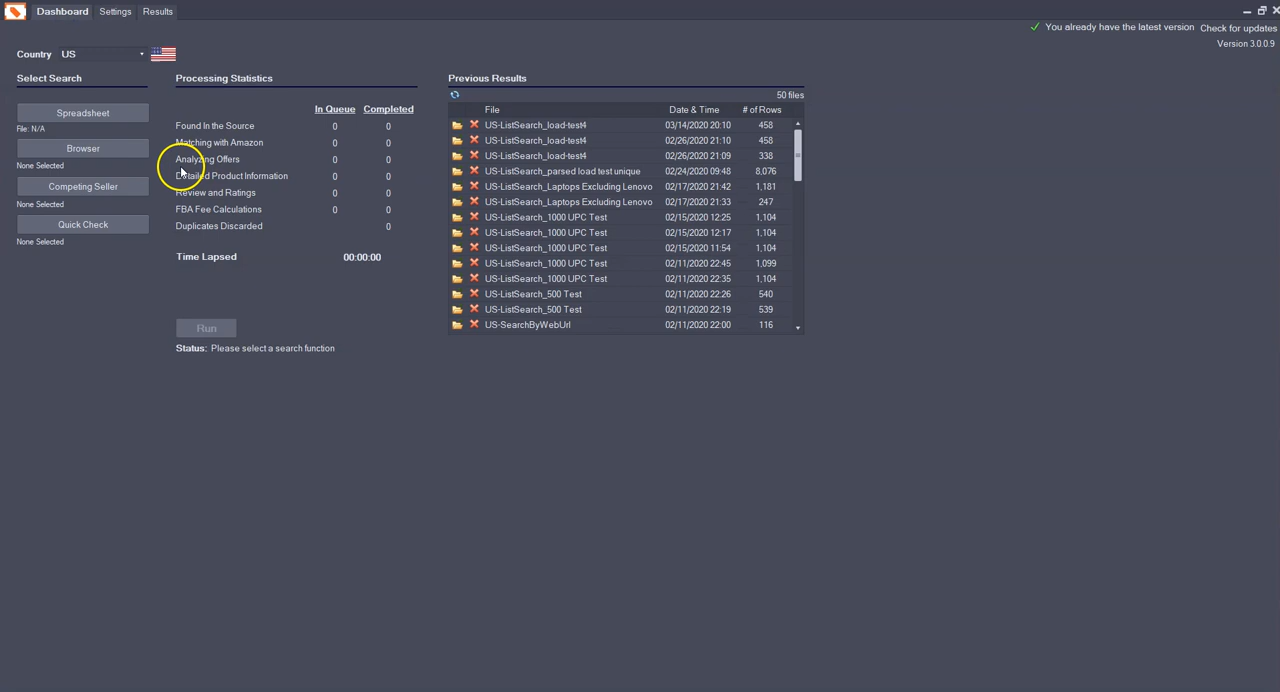 Dashboard Settings Results
You already have the latest version Check for updates
Version 3.0.0.9
Country US
Select Search
Spreadsheet
File: N/A
Browser
None Selected
Competing Seller
None Selected
Quick Check
None Selected
Processing Statistics
In Queue Completed
Found In the Source 0 0
Matching with Amazon 0 0
Analyzing Offers 0 0
Detailed Product Information 0 0
Review and Ratings 0 0
FBA Fee Calculations 0 0
Duplicates Discarded 0
Time Lapsed 00:00:00
Run
Status: Please select a search function
Previous Results
50 files
File Date & Time # of Rows
US-ListSearch_load-test4 03/14/2020 20:10 458
US-ListSearch_load-test4 02/26/2020 21:10 458
US-ListSearch_load-test4 02/26/2020 21:09 338
US-ListSearch_parsed load test unique 02/24/2020 09:48 8,076
US-ListSearch_Laptops Excluding Lenovo 02/17/2020 21:42 1,181
US-ListSearch_Laptops Excluding Lenovo 02/17/2020 21:33 247
US-ListSearch_1000 UPC Test 02/15/2020 12:25 1,104
US-ListSearch_1000 UPC Test 02/15/2020 12:17 1,104
US-ListSearch_1000 UPC Test 02/15/2020 11:54 1,104
US-ListSearch_1000 UPC Test 02/11/2020 22:45 1,099
US-ListSearch_1000 UPC Test 02/11/2020 22:35 1,104
US-ListSearch_500 Test 02/11/2020 22:26 540
US-ListSearch_500 Test 02/11/2020 22:19 539
US-SearchByWebUrl 02/11/2020 22:00 116